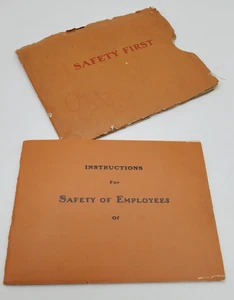 SAFETY FIRST
INSTRUCTIONS
For
SAFETY OF EMPLOYEES
Of